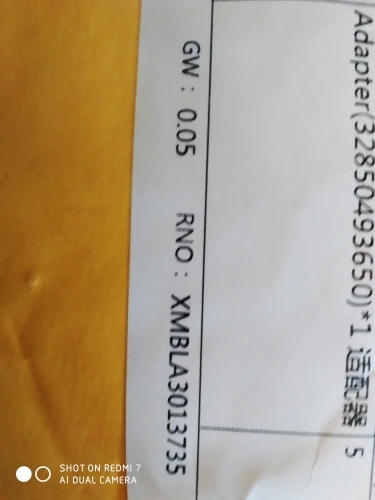 Adapter(32850493650)*1 适配器 5
GW : 0.05 RNO : XMBLA3013735
SHOT ON REDMI 7
AI DUAL CAMERA